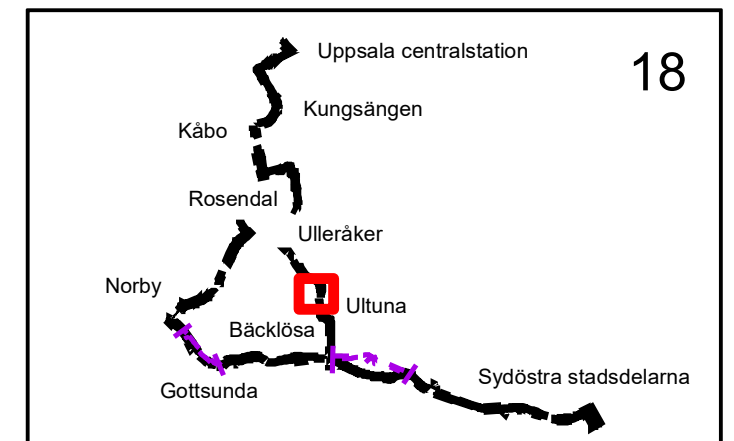 Uppsala centralstation
18
Kungsängen
Kåbo
Rosendal
Ulleråker
Norby
Ultuna
Bäcklösa
Sydöstra stadsdelarna
Gottsunda